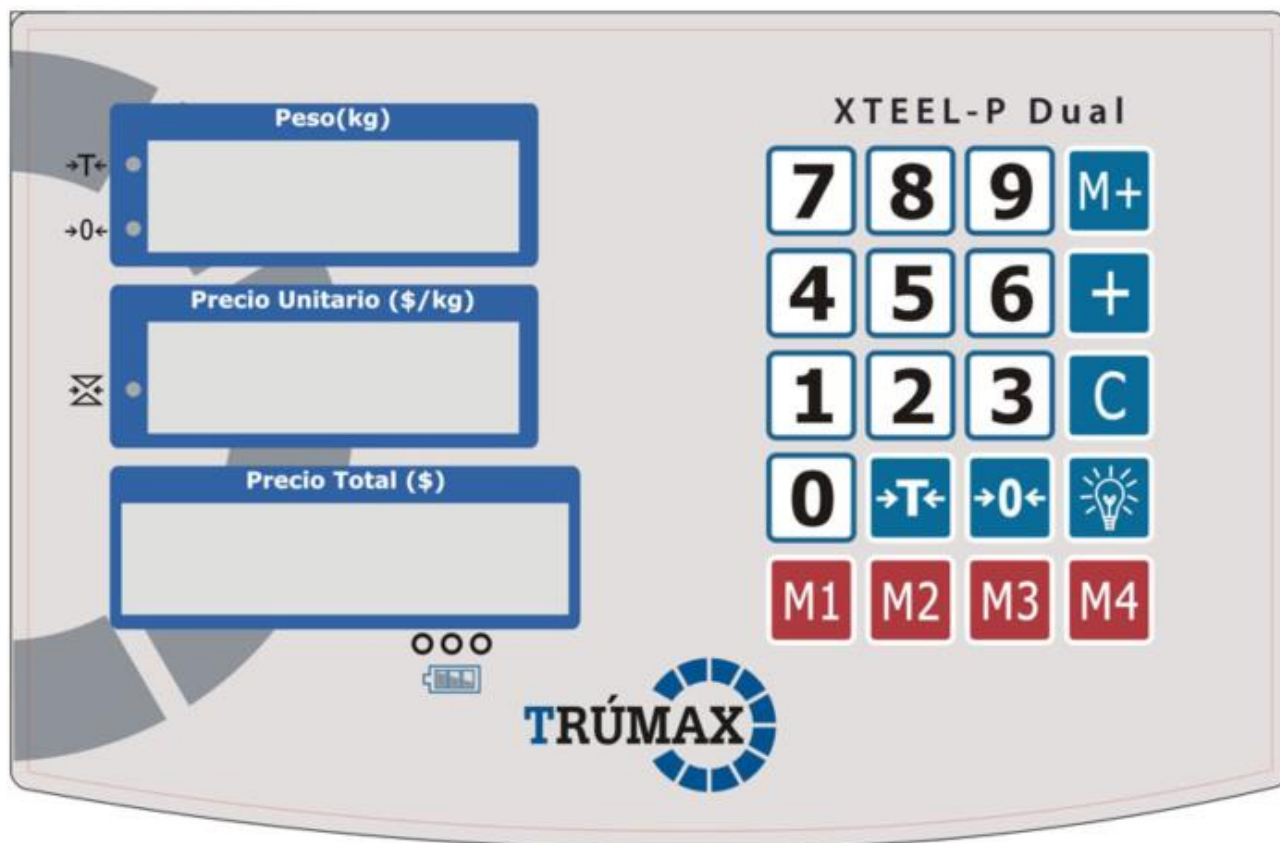 Peso(kg)
→T←
→0←
Precio Unitario ($/kg)
Precio Total ($)
XTEEL-P Dual
7 8 9 M+
4 5 6 +
1 2 3 C
0 →T← →0←
M1 M2 M3 M4
TRÚMAX